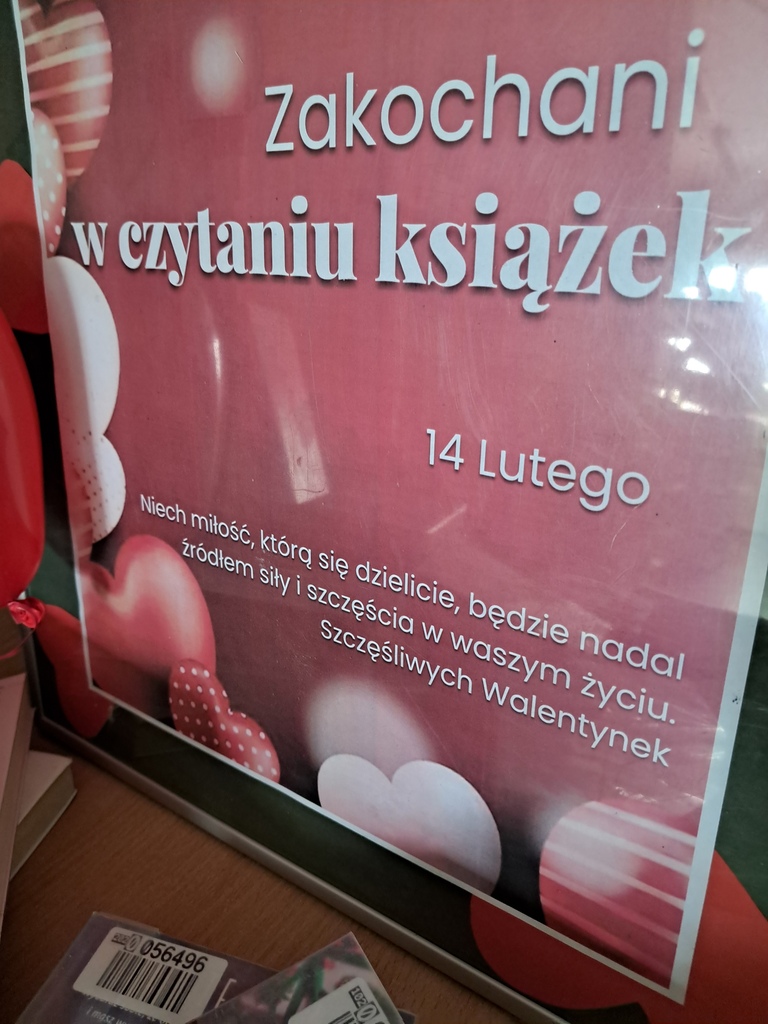 Zakochani
w czytaniu książek
14 Lutego
Niech miłość, którą się dzielicie, będzie nadal
źródłem siły i szczęścia w waszym życiu.
Szczęśliwych Walentynek
056496